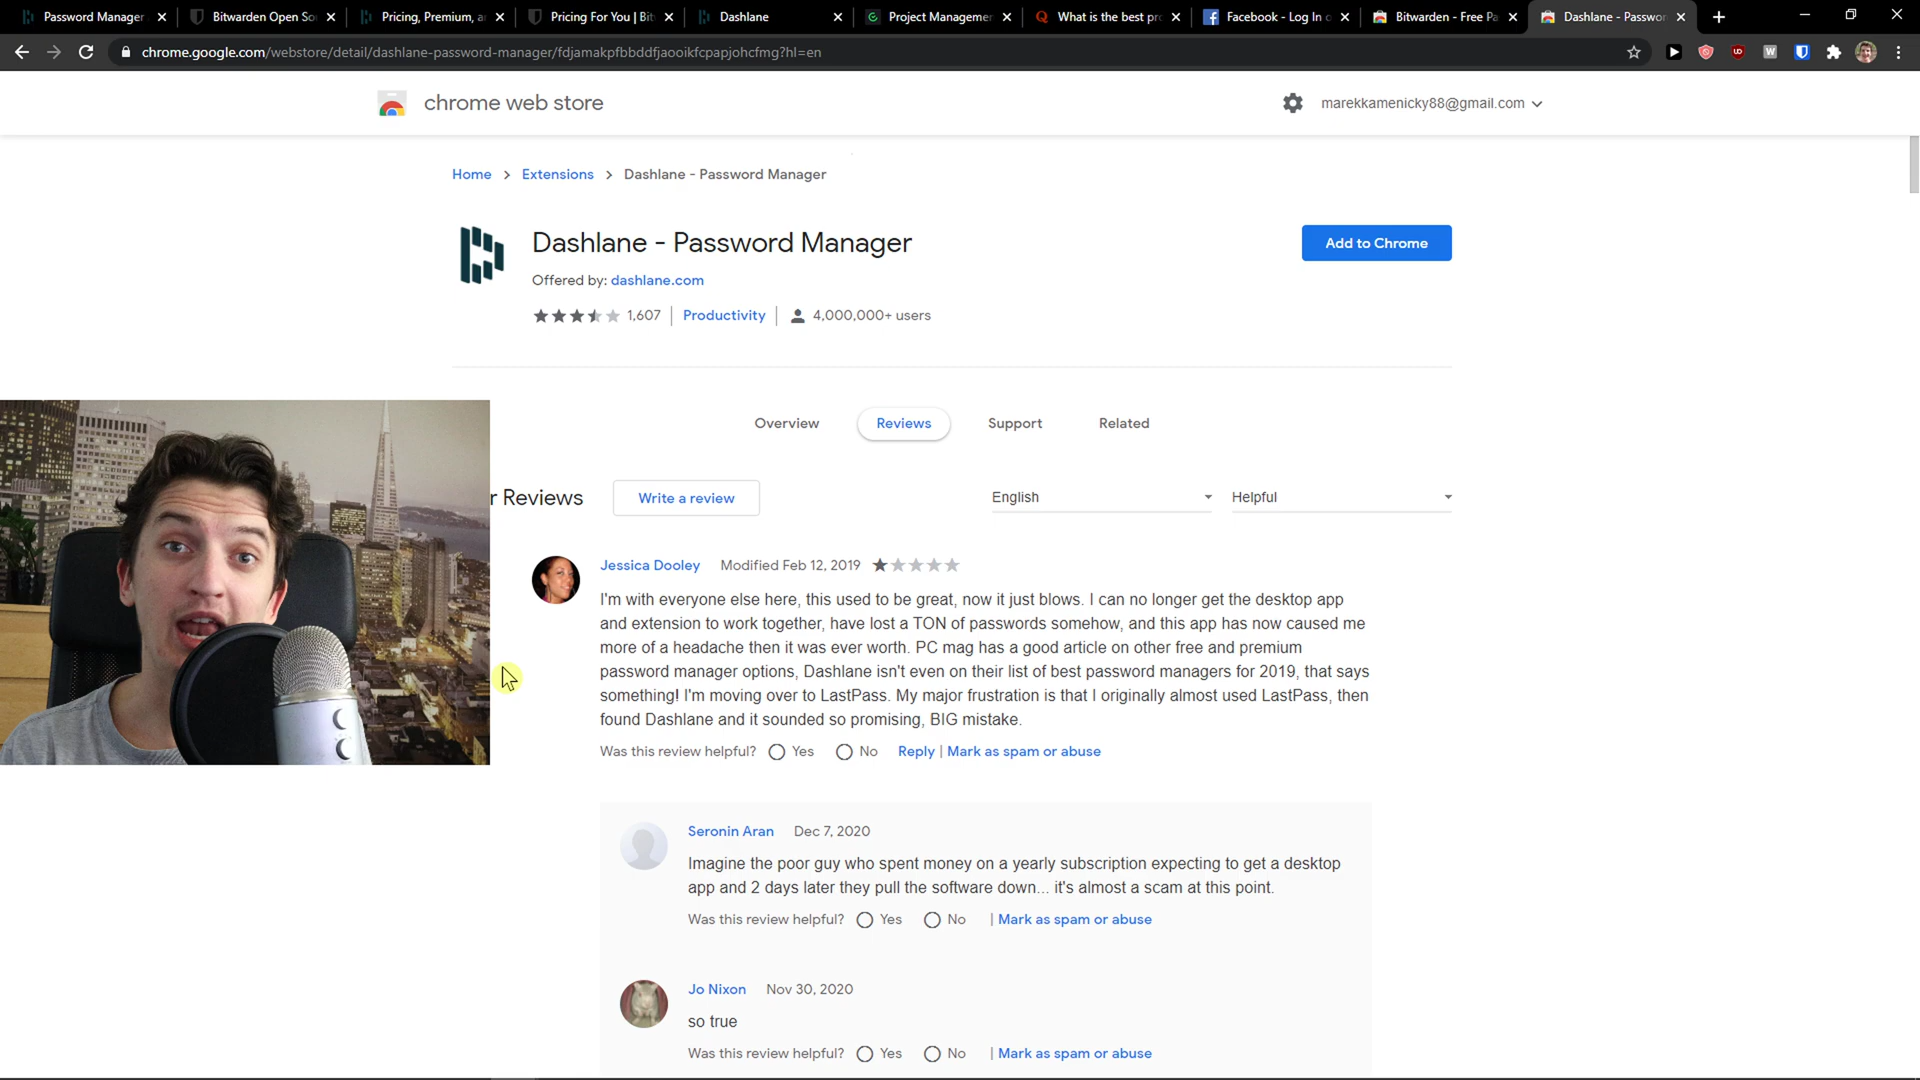 Password Manager
Bitwarden Open So
Pricing, Premium, a
Pricing For You | Bit
Dashlane
Project Managemen
What is the best pr
Facebook - Log In o
Bitwarden - Free Pa
Dashlane - Passwor
chrome.google.com/webstore/detail/dashlane-password-manager/fdjamakpfbbddfjaooikfcpapjohcfmg?hl=en
chrome web store
marekkamenicky88@gmail.com
Home > Extensions > Dashlane - Password Manager
Dashlane - Password Manager
Add to Chrome
Offered by: dashlane.com
1,607 | Productivity | 4,000,000+ users
Overview
Reviews
Support
Related
r Reviews
Write a review
English
Helpful
Jessica Dooley Modified Feb 12, 2019
I'm with everyone else here, this used to be great, now it just blows. I can no longer get the desktop app
and extension to work together, have lost a TON of passwords somehow, and this app has now caused me
more of a headache then it was ever worth. PC mag has a good article on other free and premium
password manager options, Dashlane isn't even on their list of best password managers for 2019, that says
something! I'm moving over to LastPass. My major frustration is that I originally almost used LastPass, then
found Dashlane and it sounded so promising, BIG mistake.
Was this review helpful? Yes No Reply | Mark as spam or abuse
Seronin Aran Dec 7, 2020
Imagine the poor guy who spent money on a yearly subscription expecting to get a desktop
app and 2 days later they pull the software down... it's almost a scam at this point.
Was this review helpful? Yes No | Mark as spam or abuse
Jo Nixon Nov 30, 2020
so true
Was this review helpful? Yes No | Mark as spam or abuse